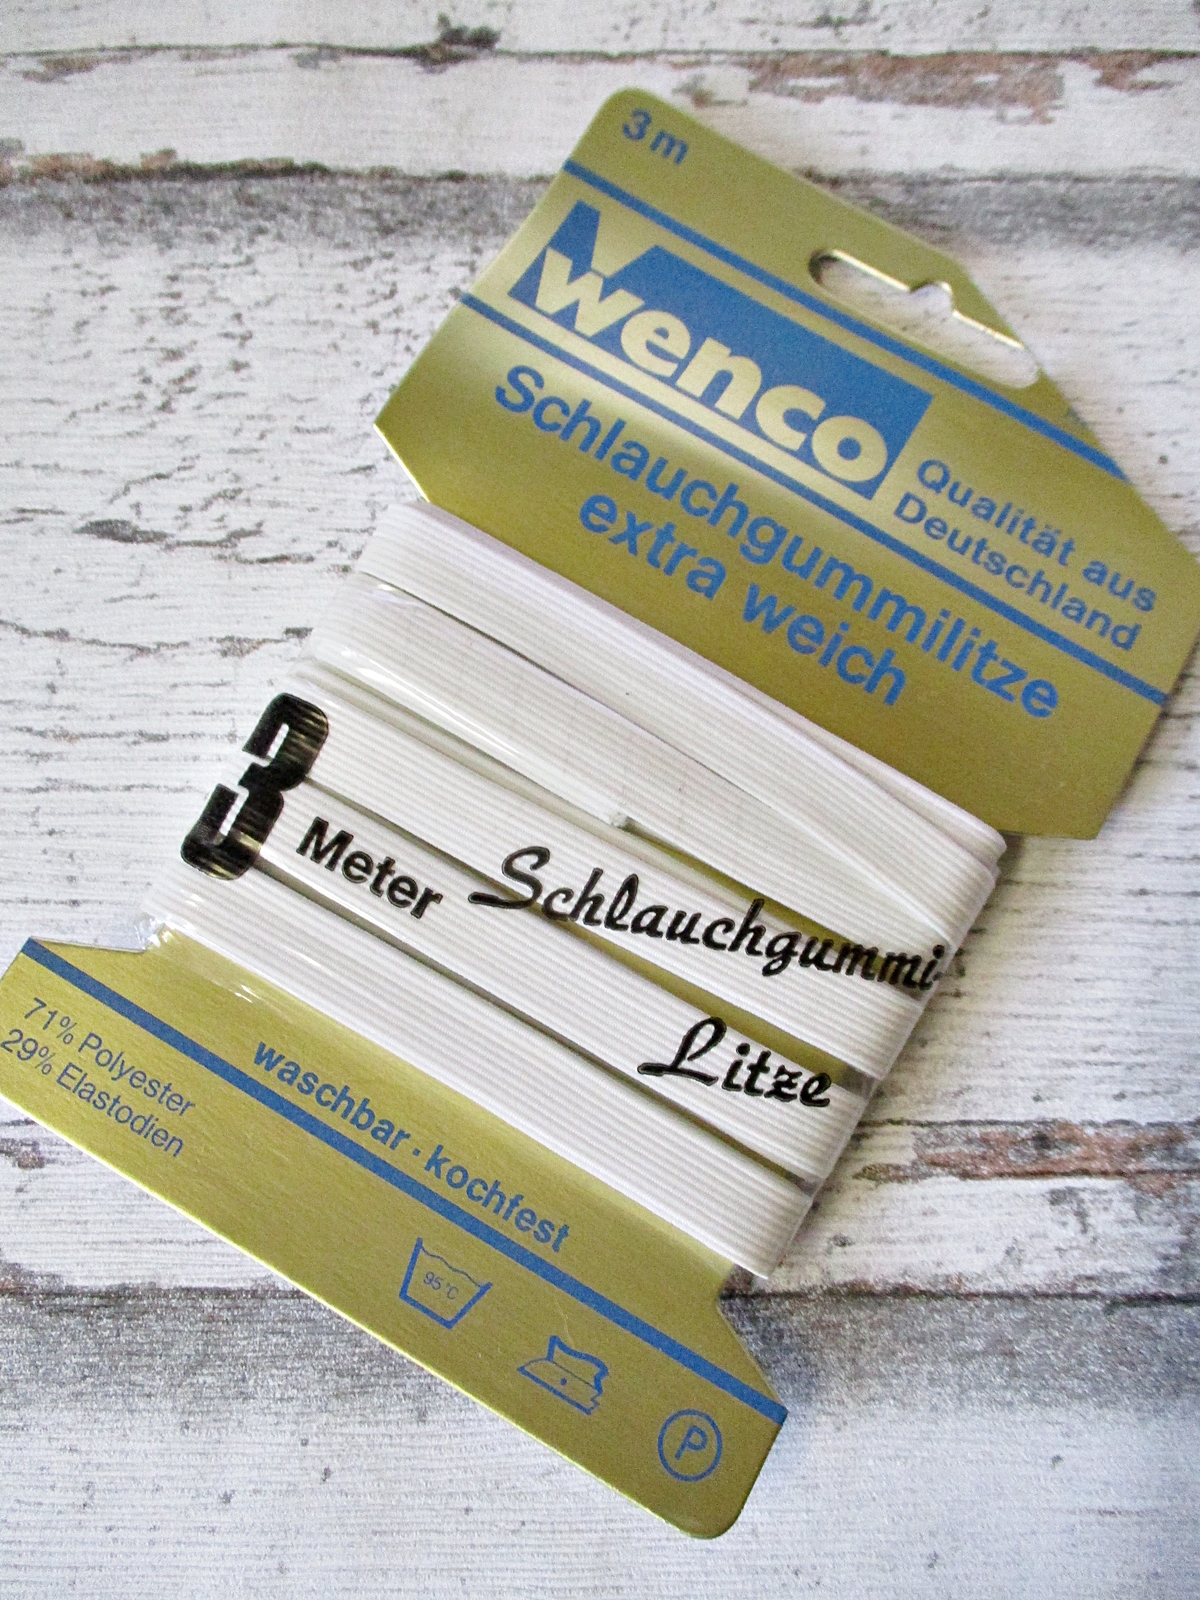 3 m
wenco
Qualität aus
Deutschland
Schlauchgummilitze
extra weich
3 Meter Schlauchgummi-
Litze
71% Polyester
29% Elastodien
waschbar · kochfest
95°C
P